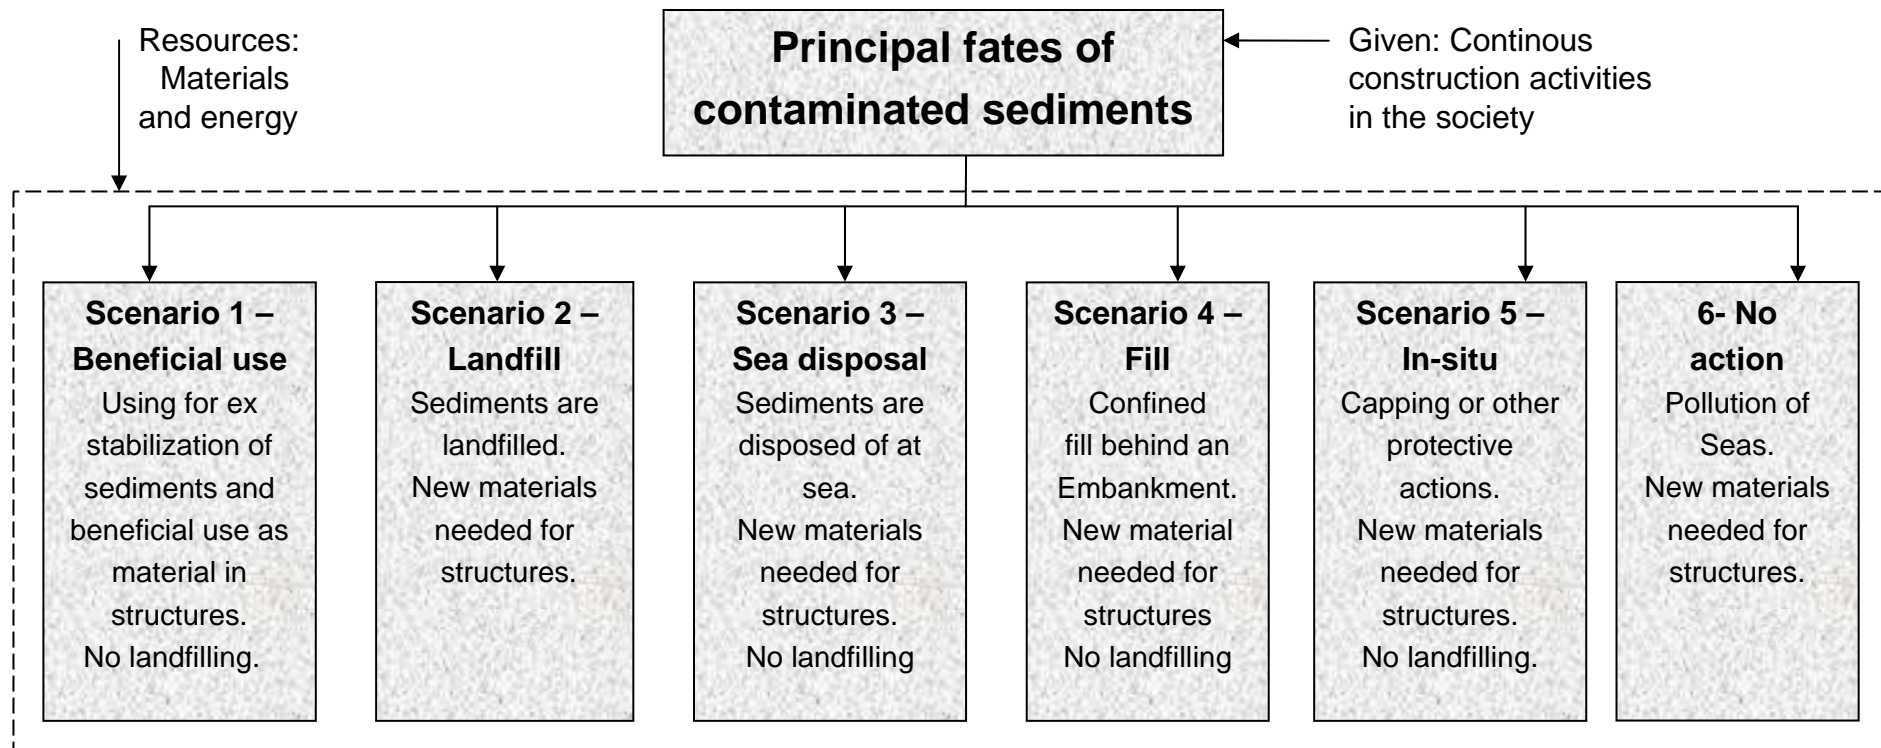 Resources:
Materials
and energy
Principal fates of
contaminated sediments
Given: Continous
construction activities
in the society
Scenario 1 –
Beneficial use
Using for ex
stabilization of
sediments and
beneficial use as
material in
structures.
No landfilling.
Scenario 2 –
Landfill
Sediments are
landfilled.
New materials
needed for
structures.
Scenario 3 –
Sea disposal
Sediments are
disposed of at
sea.
New materials
needed for
structures.
No landfilling
Scenario 4 –
Fill
Confined
fill behind an
Embankment.
New material
needed for
structures
No landfilling
Scenario 5 –
In-situ
Capping or other
protective
actions.
New materials
needed for
structures.
No landfilling.
6- No
action
Pollution of
Seas.
New materials
needed for
structures.